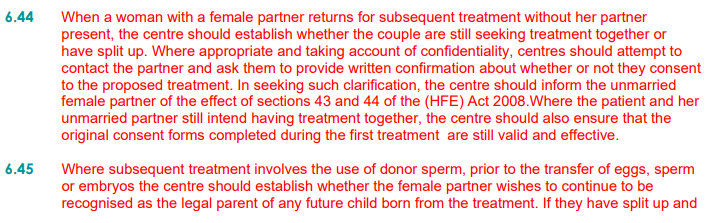 6.44 When a woman with a female partner returns for subsequent treatment without her partner
present, the centre should establish whether the couple are still seeking treatment together or
have split up. Where appropriate and taking account of confidentiality, centres should attempt to
contact the partner and ask them to provide written confirmation about whether or not they consent
to the proposed treatment. In seeking such clarification, the centre should inform the unmarried
female partner of the effect of sections 43 and 44 of the (HFE) Act 2008.Where the patient and her
unmarried partner still intend having treatment together, the centre should also ensure that the
original consent forms completed during the first treatment are still valid and effective.
6.45 Where subsequent treatment involves the use of donor sperm, prior to the transfer of eggs, sperm
or embryos the centre should establish whether the female partner wishes to continue to be
recognised as the legal parent of any future child born from the treatment. If they have split up and